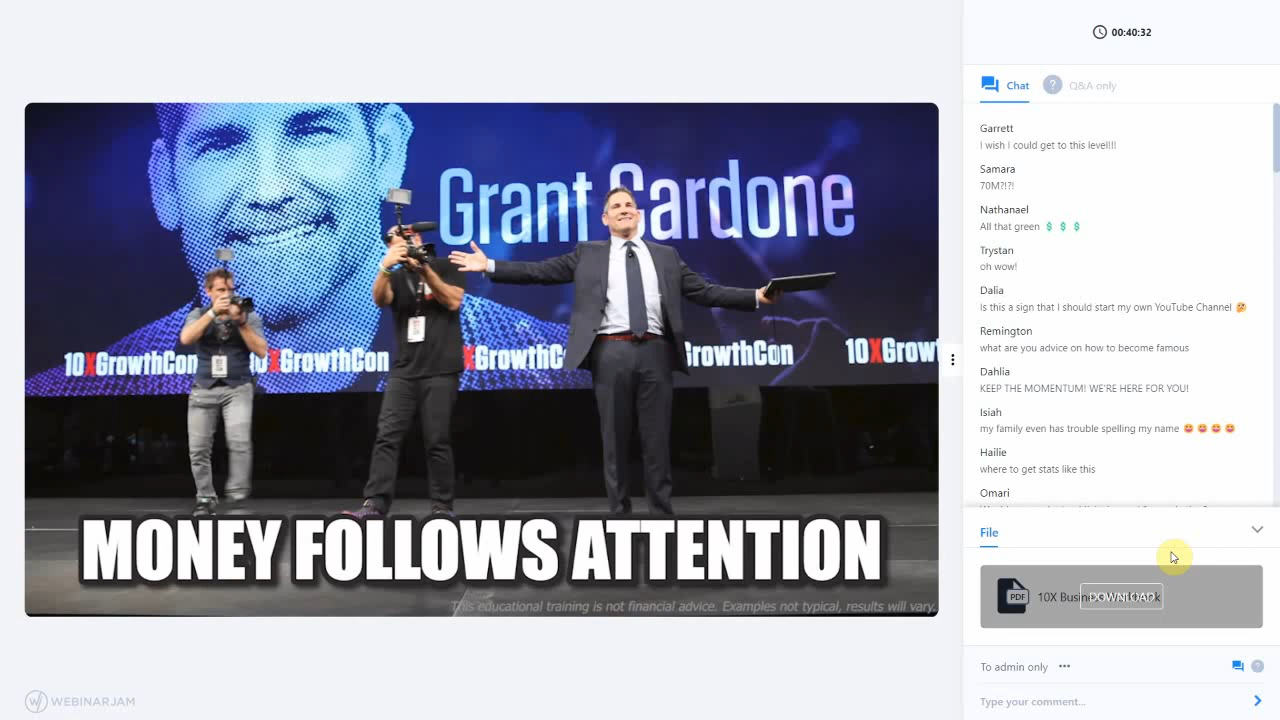 00:40:32
Chat
? Q&A only
Garrett
I wish I could get to this level!!!
Samara
70M?!?!
Nathanael
All that green
Trystan
oh wow!
Dalia
Is this a sign that I should start my own YouTube Channel
Remington
what are you advice on how to become famous
Dahlia
KEEP THE MOMENTUM! WE'RE HERE FOR YOU!
Isiah
my family even has trouble spelling my name
Hailie
where to get stats like this
Omari
Grant Cardone
10XGrowthCon
10XGrowthCon
XGrowthC
GrowthCon
10XGrow
MONEY FOLLOWS ATTENTION
This educational training is not financial advice. Examples not typical, results will vary.
File
PDF
10X Busin
DOWNLOAD
To admin only
?
Type your comment...
WEBINARJAM